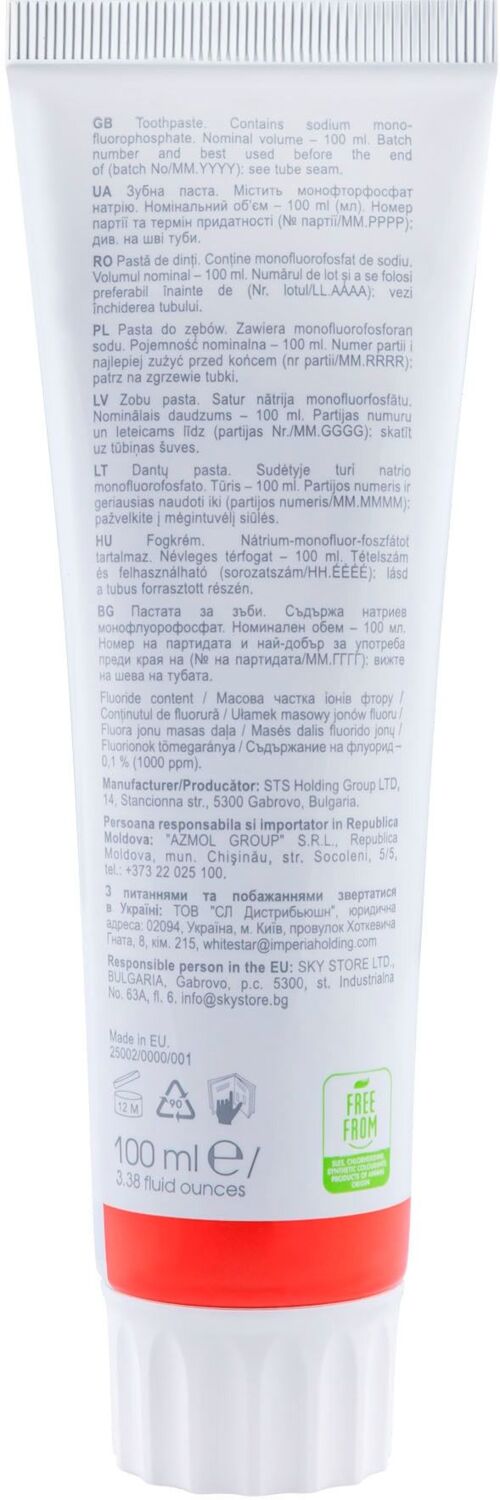 GB Toothpaste. Contains sodium mono-
fluorophosphate. Nominal volume – 100 ml. Batch
number and best used before the end
of (batch No/MM.YYYY): see tube seam.
UA Зубна паста. Містить монофторфосфат
натрію. Номінальний об'єм – 100 ml (мл). Номер
партії та термін придатності (№ партії/MM.РРРР):
див. на шві туби.
RO Pastă de dinți. Conține monofluorofosfat de sodiu.
Volumul nominal – 100 ml. Numărul de lot și a se folosi
preferabil înainte de (Nr. lotului/LL.AAAA): vezi
închiderea tubului.
PL Pasta do zębów. Zawiera monofluorofosforan
sodu. Pojemność nominalna – 100 ml. Numer partii i
najlepiej zużyć przed końcem (nr partii/MM.RRRR):
patrz na zgrzewie tubki.
LV Zobu pasta. Satur nātrija monofluorfosfātu.
Nominālais daudzums – 100 ml. Partijas numuru
un Ieteicams līdz (partijas Nr./MM.GGGG): skatīt
uz tūbiņas šuves.
LT Dantų pasta. Sudėtyje turi natrio
monofluorofosfato. Tūris – 100 ml. Partijos numeris ir
geriausias naudoti iki (partijos numeris/MM.MMMM):
pažvelkite į mėgintuvėlį siūlės.
HU Fogkrém. Nátrium-monofluor-foszfátot
tartalmaz. Névleges térfogat – 100 ml. Tételszám
és felhasználható (sorozatszám/HH.ÉÉÉÉ): lásd
a tubus forrasztott részén.
BG Пастата за зъби. Съдържа натриев
монофлуорофосфат. Номинален обем – 100 мл.
Номер на партидата и най-добър за употреба
преди края на (№ на партидата/MM.ГГГГ): вижте
на шева на тубата.
Fluoride content / Масова частка іонів фтору /
Conținutul de fluorură / Ułamek masowy jonów fluoru /
Fluora jonu masas daļa / Masės dalis fluorido jonų /
Fluorionok tömegaránya / Съдържание на флуорид –
0,1 % (1000 ppm).
Manufacturer/Producător: STS Holding Group LTD,
14, Stancionna str., 5300 Gabrovo, Bulgaria.
Persoana responsabila si importator in Republica
Moldova: "AZMOL GROUP" S.R.L., Republica
Moldova, mun. Chişinău, str. Socoleni, 5/5,
tel.: +373 22 025 100.
З питаннями та побажаннями звертатися
в Україні: ТОВ "СЛ Дистрибьюшн", юридична
адреса: 02094, Україна, м. Київ, провулок Хоткевича
Гната, 8, кім. 215, whitestar@imperiaholding.com
Responsible person in the EU: SKY STORE LTD.,
BULGARIA, Gabrovo, p.c. 5300, st. Industrialna
No. 63A, fl. 6. info@skystore.bg
Made in EU.
25002/0000/001
12 M
90
100 ml e/
3.38 fluid ounces
FREE
FROM
SLES, CHLORHEXIDINE,
SYNTHETIC COLOURANTS,
PRODUCTS OF ANIMAL
ORIGIN